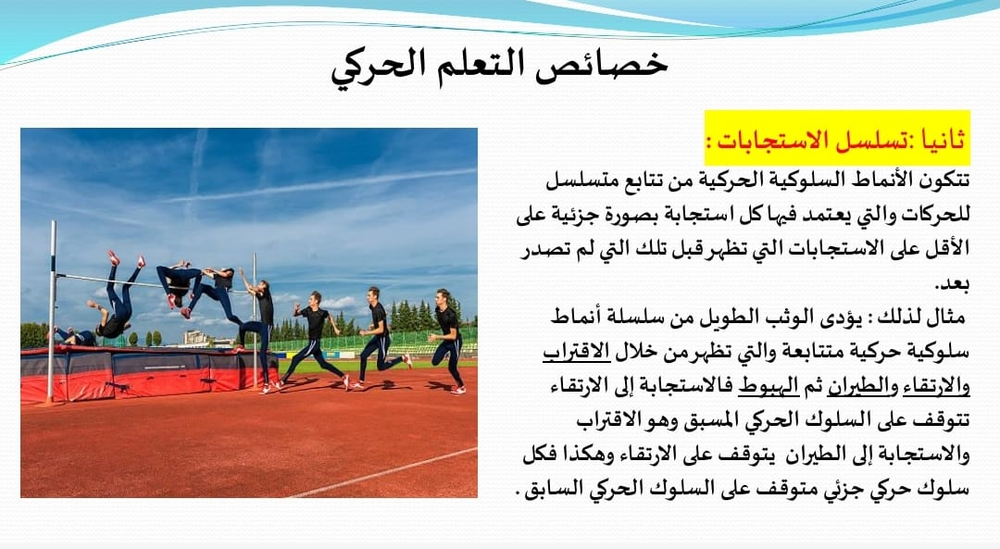 خصائص التعلم الحركي
ثانيا :تسلسل الاستجابات :
تتكون الأنماط السلوكية الحركية من تتابع متسلسل
للحركات والتي يعتمد فيها كل استجابة بصورة جزئية على
الأقل على الاستجابات التي تظهر قبل تلك التي لم تصدر
بعد.
مثال لذلك : يؤدى الوثب الطويل من سلسلة أنماط
سلوكية حركية متتابعة والتي تظهر من خلال الاقتراب
والارتقاء والطيران ثم الهبوط فالاستجابة إلى الارتقاء
تتوقف على السلوك الحركي المسبق وهو الاقتراب
والاستجابة إلى الطيران يتوقف على الارتقاء وهكذا فكل
سلوك حركي جزئي متوقف على السلوك الحركي السابق .